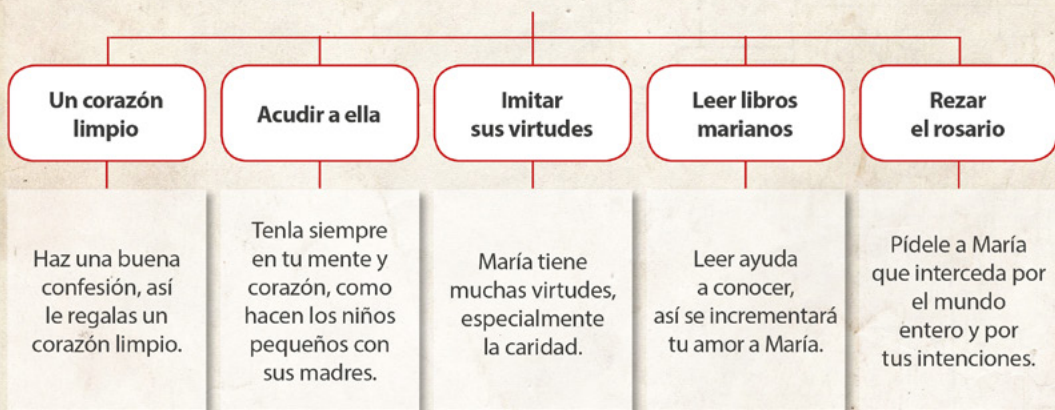 Un corazón
limpio
Haz una buena
confesión, así
le regalas un
corazón limpio.
Acudir a ella
Tenla siempre
en tu mente y
corazón, como
hacen los niños
pequeños con
sus madres.
Imitar
sus virtudes
María tiene
muchas virtudes,
especialmente
la caridad.
Leer libros
marianos
Leer ayuda
a conocer,
así se incrementará
tu amor a María.
Rezar
el rosario
Pídele a María
que interceda por
el mundo
entero y por
tus intenciones.